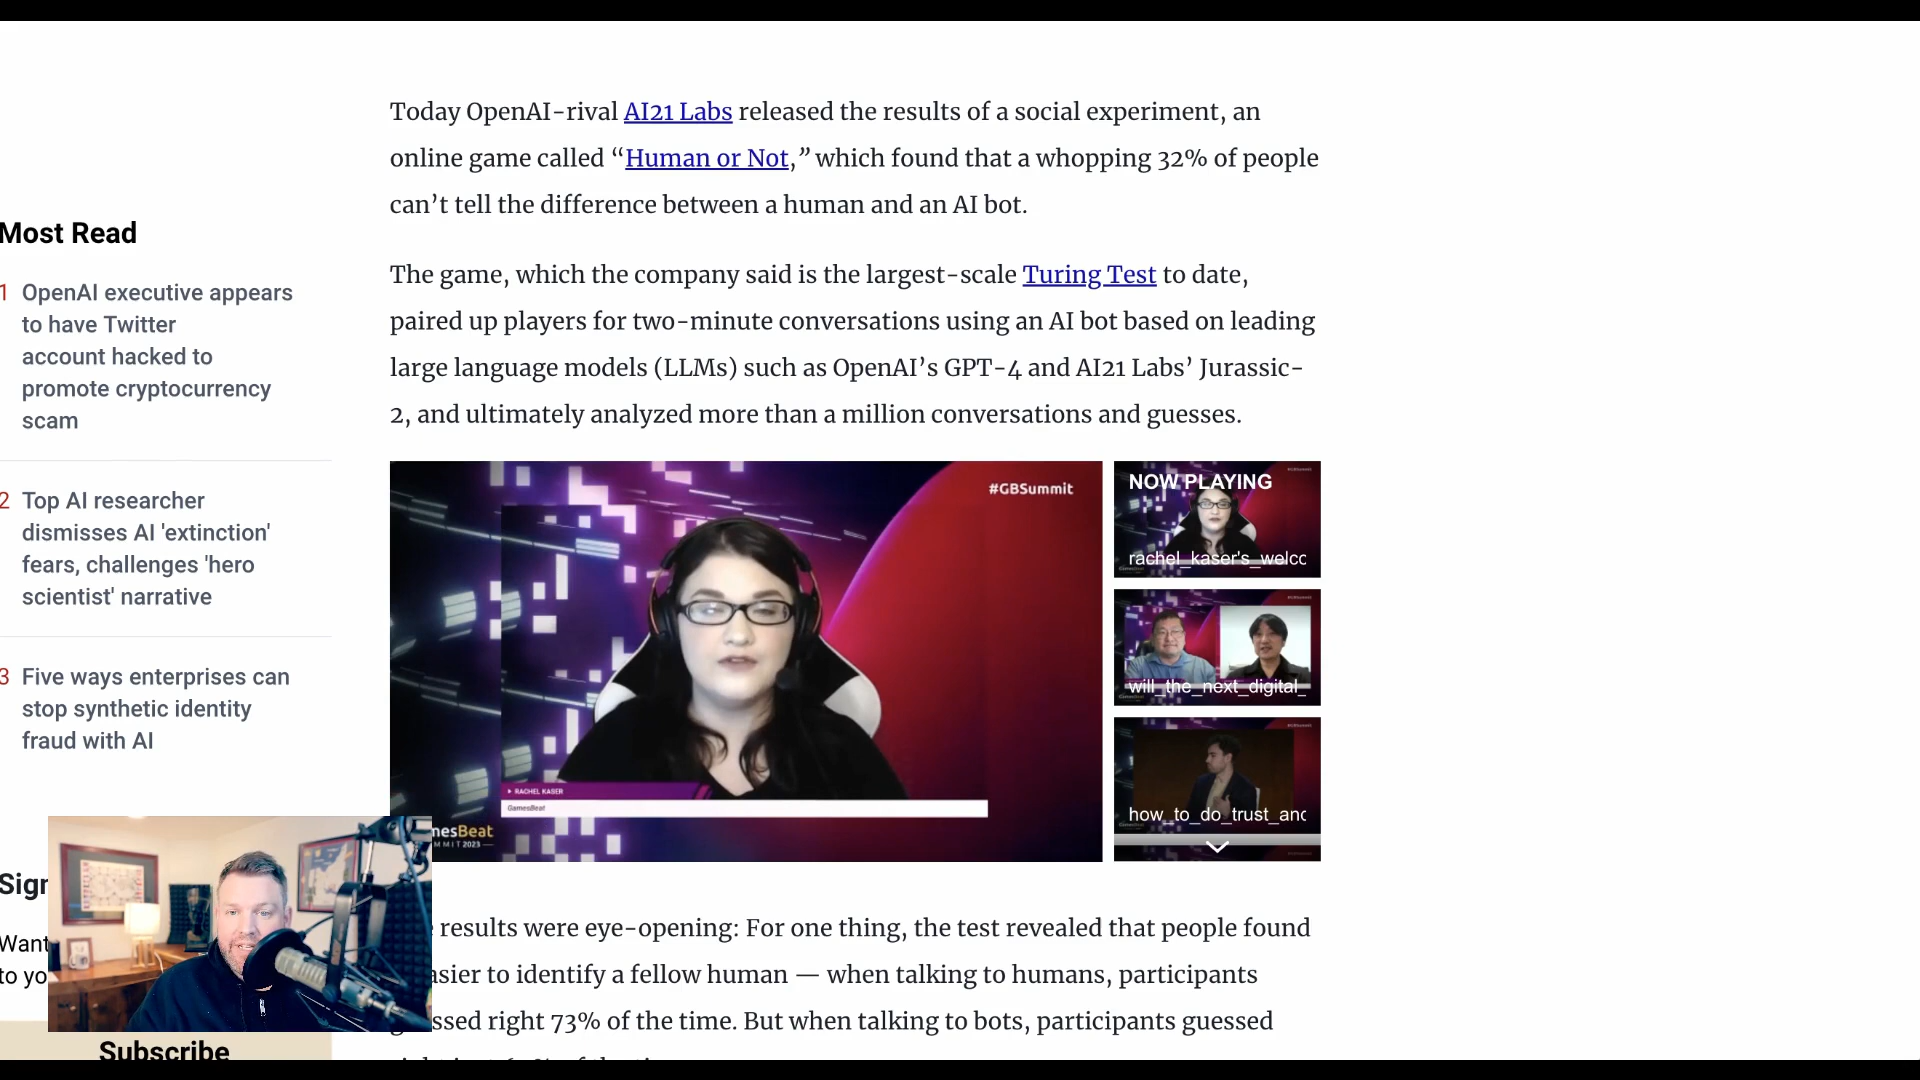 Today OpenAI-rival AI21 Labs released the results of a social experiment, an
online game called “Human or Not,” which found that a whopping 32% of people
can’t tell the difference between a human and an AI bot.
The game, which the company said is the largest-scale Turing Test to date,
paired up players for two-minute conversations using an AI bot based on leading
large language models (LLMs) such as OpenAI’s GPT-4 and AI21 Labs’ Jurassic-
2, and ultimately analyzed more than a million conversations and guesses.
Most Read
1 OpenAI executive appears
to have Twitter
account hacked to
promote cryptocurrency
scam
2 Top AI researcher
dismisses AI 'extinction'
fears, challenges 'hero
scientist' narrative
3 Five ways enterprises can
stop synthetic identity
fraud with AI
Sign
Want
to yo
Subscribe
#GBSummit
RACHEL KASER
GamesBeat
mesBeat
MMIT 2023
NOW PLAYING
rachel_kaser's_welcc
will_the_next_digital_
how_to_do_trust_anc
results were eye-opening: For one thing, the test revealed that people found
asier to identify a fellow human — when talking to humans, participants
ssed right 73% of the time. But when talking to bots, participants guessed